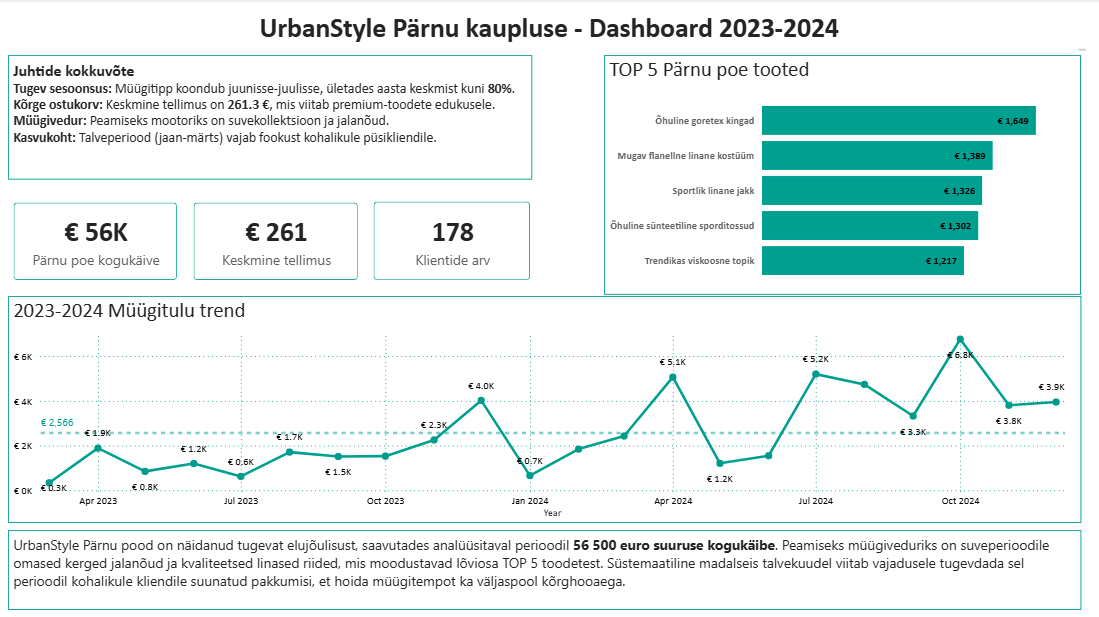 UrbanStyle Pärnu kaupluse - Dashboard 2023-2024
Juhtide kokkuvõte
Tugev sesoonsus: Müügitipp koondub juunisse-juulisse, ületades aasta keskmist kuni 80%.
Kõrge ostukorv: Keskmine tellimus on 261.3 €, mis viitab premium-toodete edukusele.
Müügivedur: Peamiseks mootoriks on suvekollektsioon ja jalanõud.
Kasvukoht: Talveperiood (jaan-märts) vajab fookust kohalikule püsikliendile.
€ 56K
Pärnu poe kogukäive
€ 261
Keskmine tellimus
178
Klientide arv
TOP 5 Pärnu poe tooted
Õhuline goretex kingad € 1,649
Mugav flanellne linane kostüüm € 1,389
Sportlik linane jakk € 1,326
Õhuline sünteetiline sporditossud € 1,302
Trendikas viskoosne topik € 1,217
2023-2024 Müügitulu trend
€ 6K
€ 4K
€ 2K
€ 0K
€ 2,566
€ 0.3K
€ 1.9K
€ 0.8K
€ 1.2K
€ 0.6K
€ 1.7K
€ 1.5K
€ 2.3K
€ 4.0K
€ 0.7K
€ 5.1K
€ 1.2K
€ 5.2K
€ 3.3K
€ 6.8K
€ 3.8K
€ 3.9K
Apr 2023
Jul 2023
Oct 2023
Jan 2024
Apr 2024
Jul 2024
Oct 2024
Year
UrbanStyle Pärnu pood on näidanud tugevat elujõulisust, saavutades analüüsitaval perioodil 56 500 euro suuruse kogukäibe. Peamiseks müügiveduriks on suveperioodile
omased kerged jalanõud ja kvaliteetsed linased riided, mis moodustavad lõviosa TOP 5 toodetest. Süstemaatiline madalseis talvekuudel viitab vajadusele tugevdada sel
perioodil kohalikule kliendile suunatud pakkumisi, et hoida müügitempot ka väljaspool kõrghooaega.